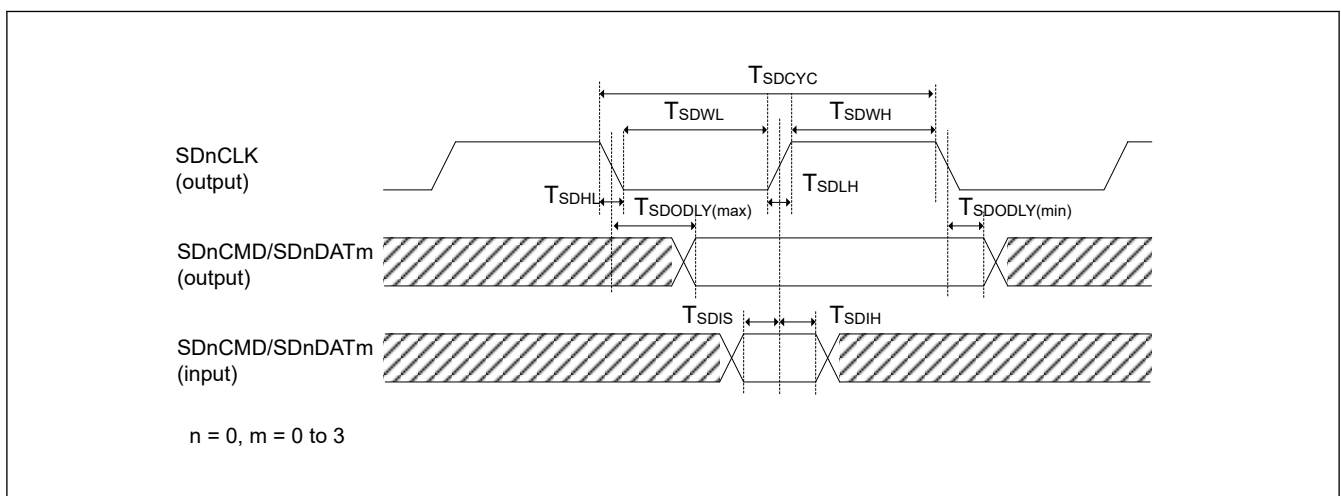 TSDCYC
TSDWL
TSDWH
SDnCLK
(output)
TSDHL
TSDLH
TSDODLY(max)
TSDODLY(min)
SDnCMD/SDnDATm
(output)
TSDIS
TSDIH
SDnCMD/SDnDATm
(input)
n = 0, m = 0 to 3